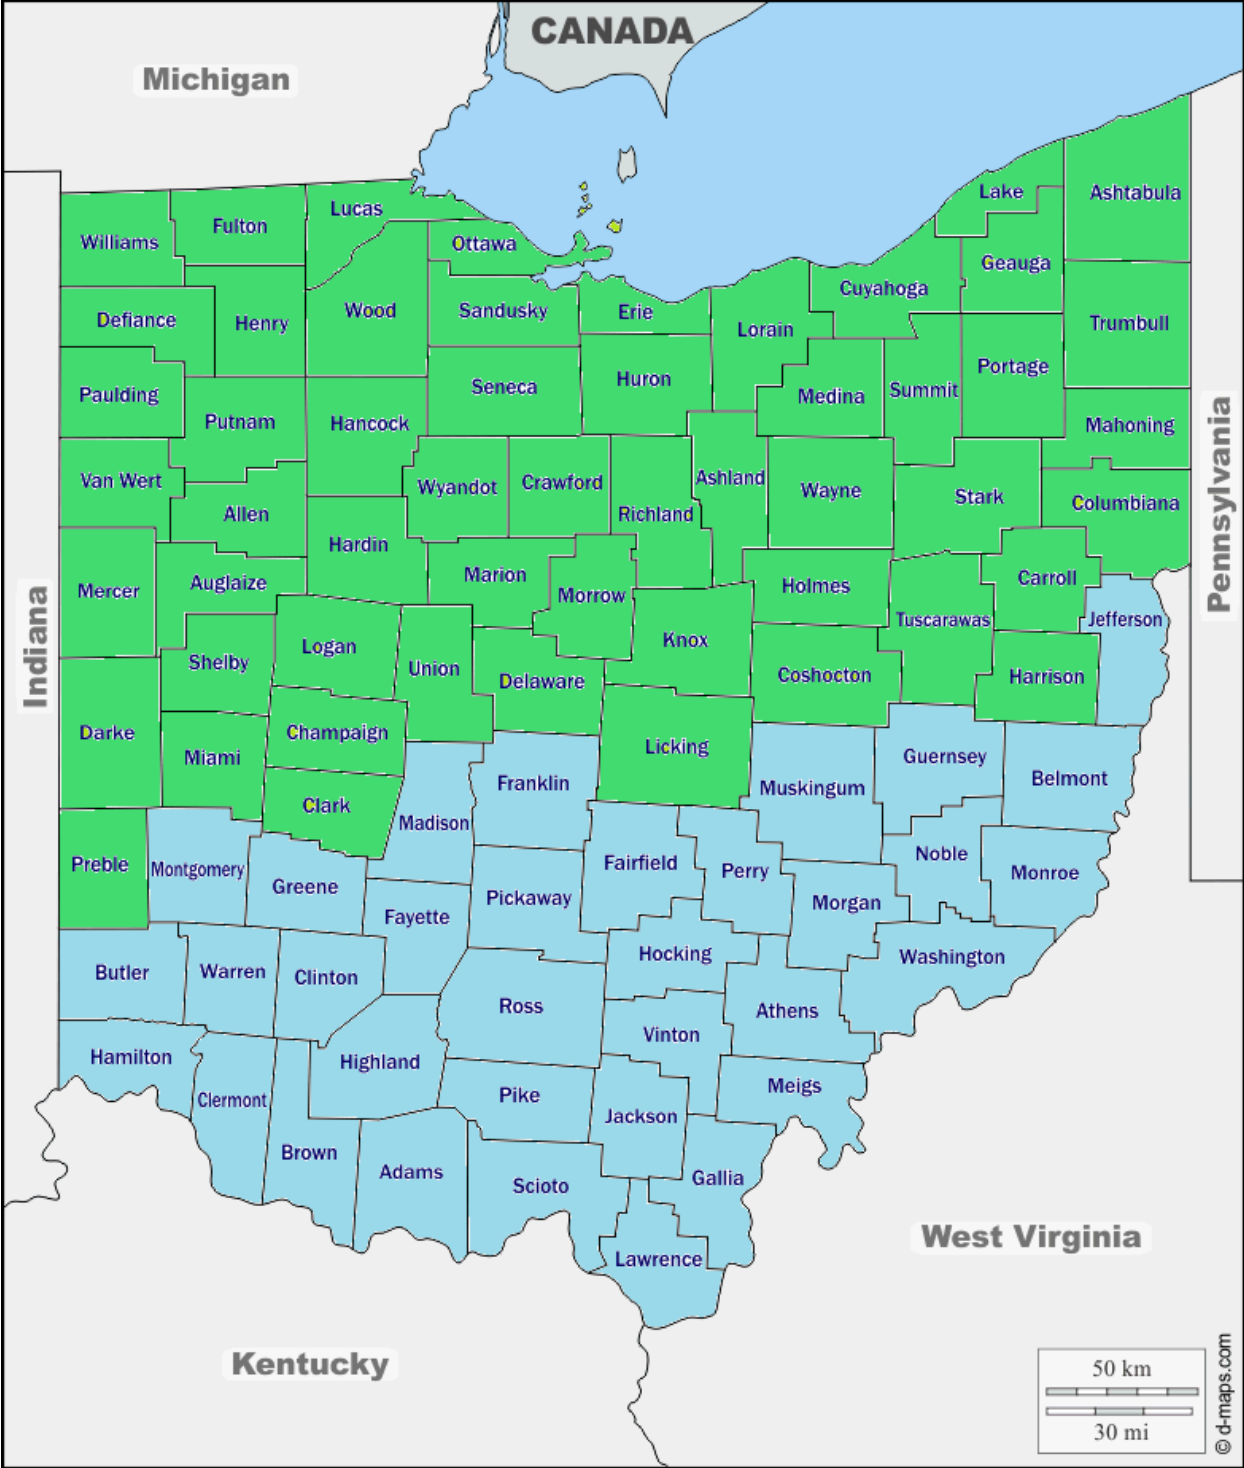 CANADA
Michigan
Lake
Ashtabula
Lucas
Fulton
Williams
Ottawa
Geauga
Cuyahoga
Wood
Sandusky
Erie
Defiance
Henry
Lorain
Trumbull
Portage
Huron
Seneca
Summit
Paulding
Medina
Putnam
Hancock
Mahoning
Pennsylvania
Van Wert
Wyandot
Crawford
Ashland
Wayne
Stark
Columbiana
Allen
Richland
Hardin
Marion
Carroll
Auglaize
Holmes
Mercer
Morrow
Jefferson
Tuscarawas
Indiana
Knox
Logan
Shelby
Union
Delaware
Coshocton
Harrison
Darke
Champaign
Licking
Miami
Guernsey
Belmont
Franklin
Muskingum
Clark
Madison
Noble
Preble
Montgomery
Fairfield
Perry
Monroe
Greene
Pickaway
Morgan
Fayette
Hocking
Washington
Butler
Warren
Clinton
Ross
Athens
Vinton
Hamilton
Highland
Meigs
Pike
Clermont
Jackson
Brown
Adams
Gallia
Scioto
West Virginia
Lawrence
Kentucky
50 km
30 mi
© d-maps.com